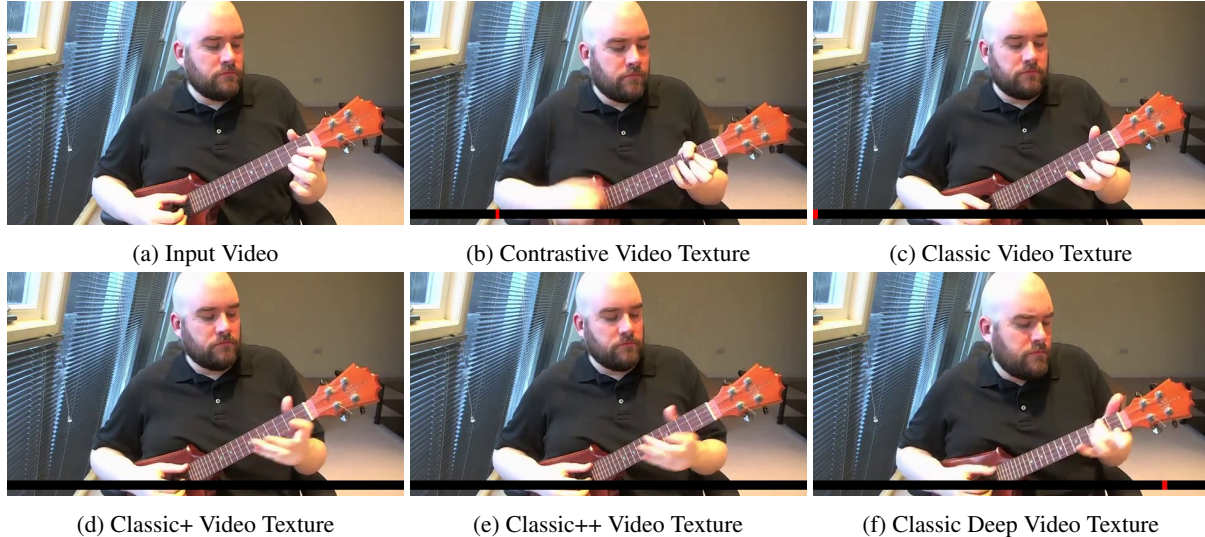 (a) Input Video
(b) Contrastive Video Texture
(c) Classic Video Texture
(d) Classic+ Video Texture
(e) Classic++ Video Texture
(f) Classic Deep Video Texture